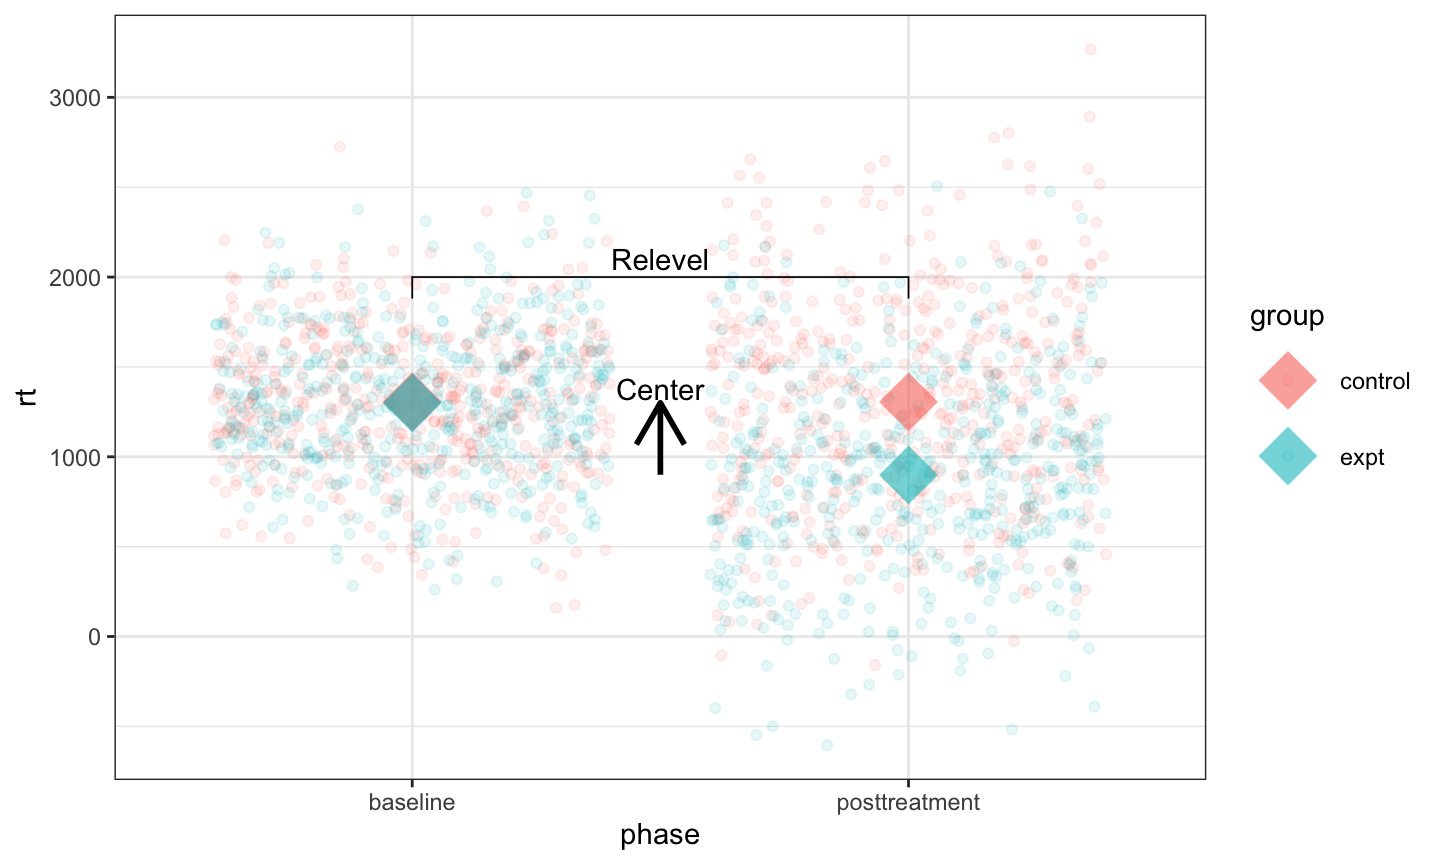 3000
2000
1000
0
rt
Relevel
Center
baseline
posttreatment
phase
group
control
expt